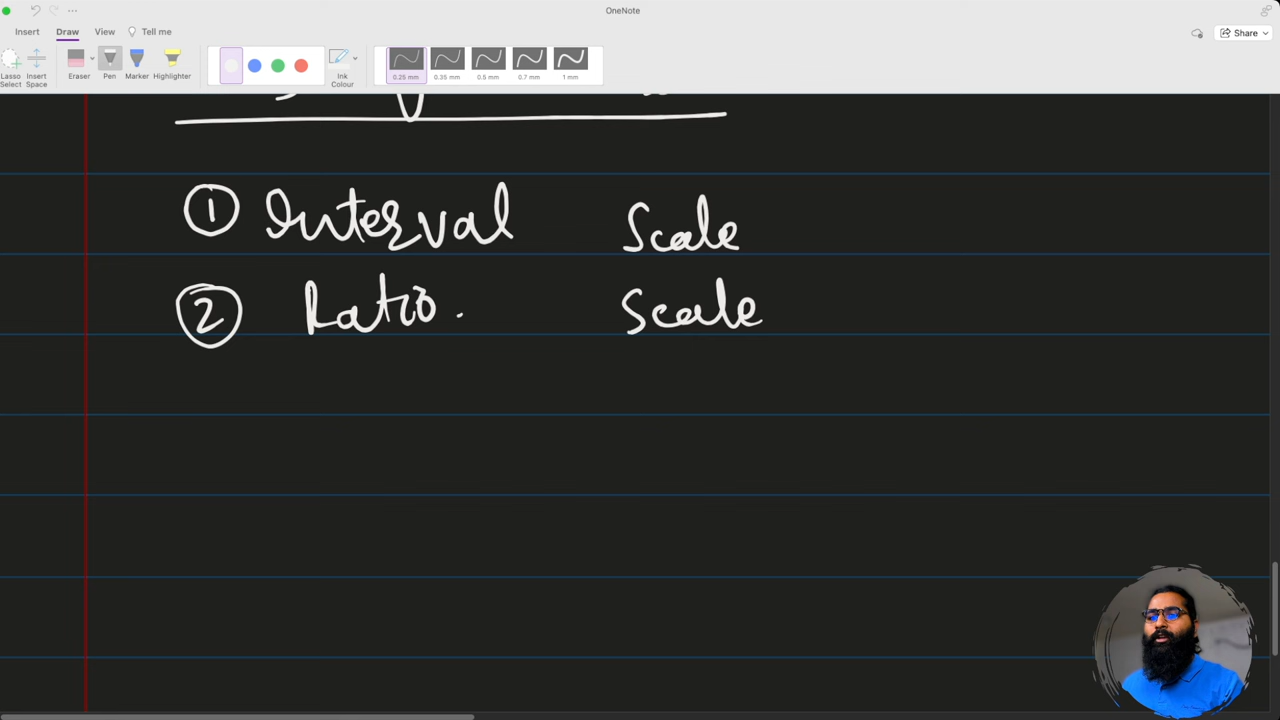 OneNote
Insert Draw View Tell me
Share
Lasso Select
Insert Space
Eraser
Pen
Marker
Highlighter
Ink Colour
0.25 mm
0.35 mm
0.5 mm
0.7 mm
1 mm
① Interval Scale
② Ratio. Scale